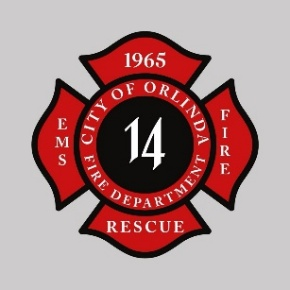 1965
CITY OF ORLINDA
EMS
14
FIRE
FIRE DEPARTMENT
RESCUE